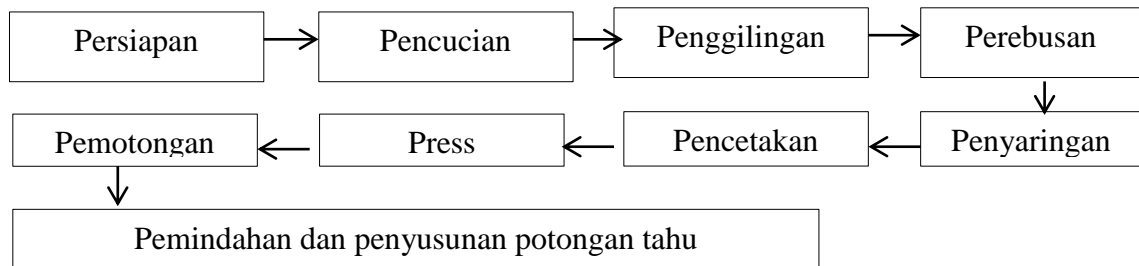 Persiapan
Pencucian
Penggilingan
Perebusan
Penyaringan
Pencetakan
Press
Pemotongan
Pemindahan dan penyusunan potongan tahu